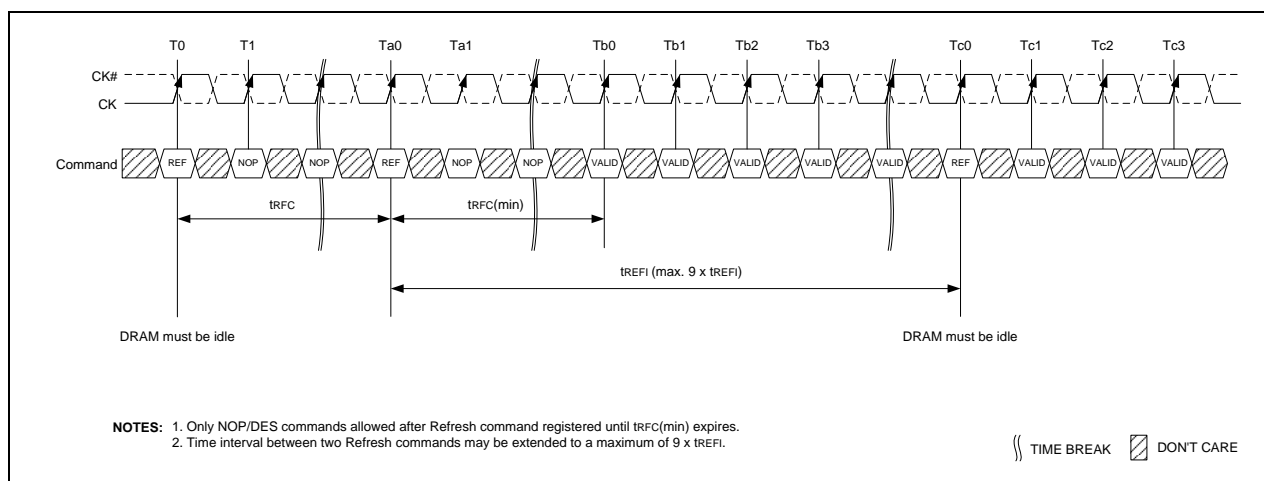 T0 T1 Ta0 Ta1 Tb0 Tb1 Tb2 Tb3 Tc0 Tc1 Tc2 Tc3
CK#
CK
Command REF NOP NOP REF NOP NOP VALID VALID VALID VALID VALID REF VALID VALID VALID
tRFC tRFC(min)
tREFI (max. 9 x tREFI)
DRAM must be idle DRAM must be idle
NOTES: 1. Only NOP/DES commands allowed after Refresh command registered until tRFC(min) expires.
2. Time interval between two Refresh commands may be extended to a maximum of 9 x tREFI.
TIME BREAK DON'T CARE